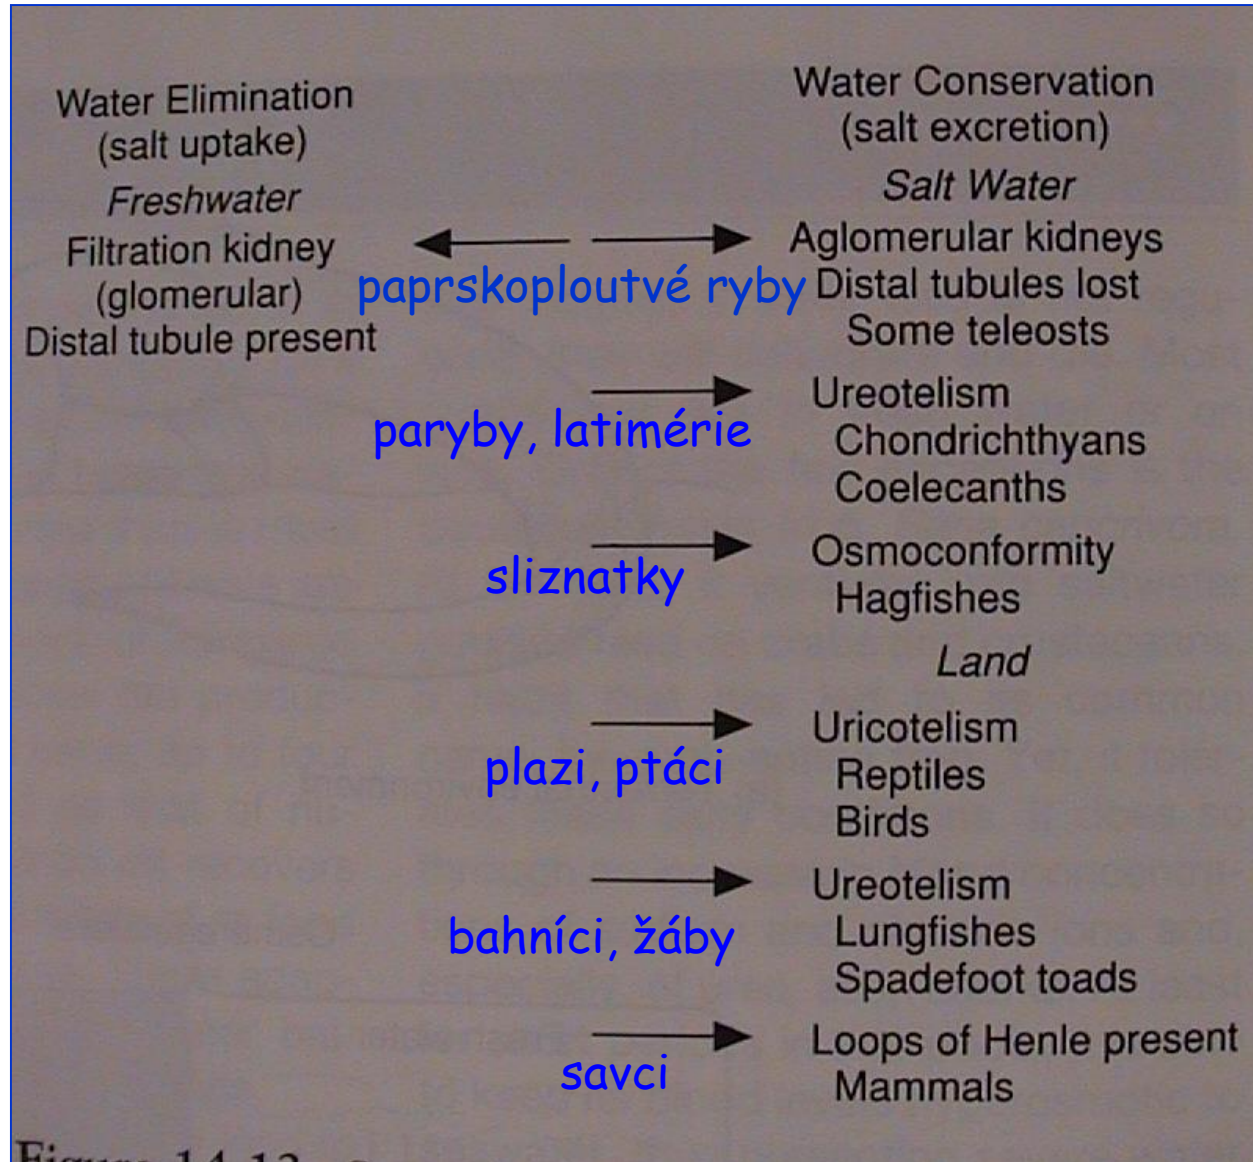 Water Elimination
(salt uptake)
Freshwater
Filtration kidney
(glomerular)
Distal tubule present
Water Conservation
(salt excretion)
Salt Water
Aglomerular kidneys
Distal tubules lost
Some teleosts
paprskoploutvé ryby
Ureotelism
Chondrichthyans
Coelecanths
paryby, latimérie
Osmoconformity
Hagfishes
sliznatky
Land
Uricotelism
Reptiles
Birds
plazi, ptáci
Ureotelism
Lungfishes
Spadefoot toads
bahníci, žáby
Loops of Henle present
Mammals
savci